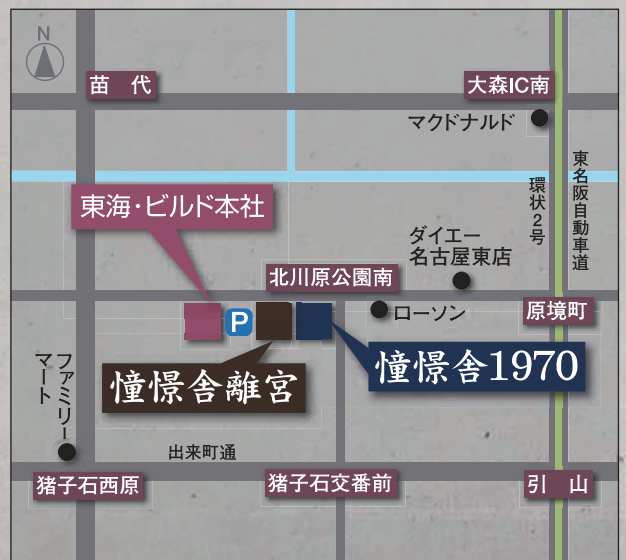 N
苗　代
大森IC南
マクドナルド
東名阪自動車道
環状2号
東海・ビルド本社
ダイエー
名古屋東店
北川原公園南
P
ローソン
原境町
憧憬舎離宮
憧憬舎1970
ファミリー
マート
出来町通
猪子石西原
猪子石交番前
引　山